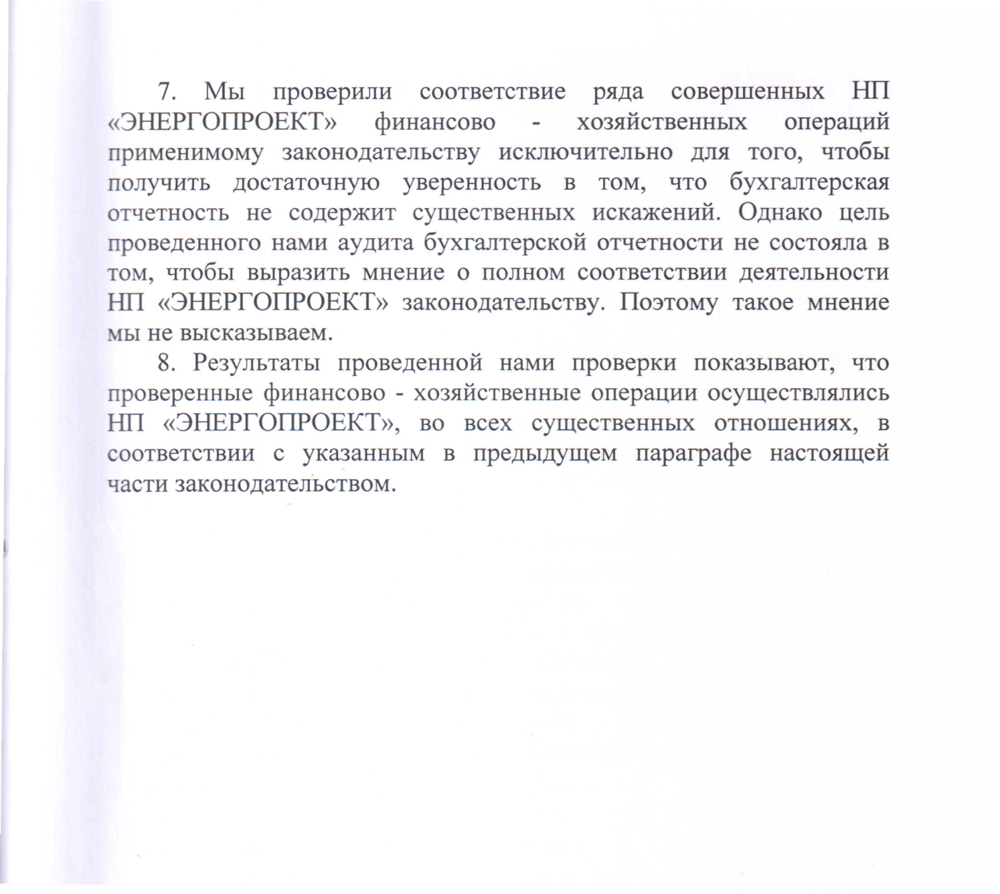 7. Мы проверили соответствие ряда совершенных НП
«ЭНЕРГОПРОЕКТ» финансово - хозяйственных операций
применимому законодательству исключительно для того, чтобы
получить достаточную уверенность в том, что бухгалтерская
отчетность не содержит существенных искажений. Однако цель
проведенного нами аудита бухгалтерской отчетности не состояла в
том, чтобы выразить мнение о полном соответствии деятельности
НП «ЭНЕРГОПРОЕКТ» законодательству. Поэтому такое мнение
мы не высказываем.
8. Результаты проведенной нами проверки показывают, что
проверенные финансово - хозяйственные операции осуществлялись
НП «ЭНЕРГОПРОЕКТ», во всех существенных отношениях, в
соответствии с указанным в предыдущем параграфе настоящей
части законодательством.